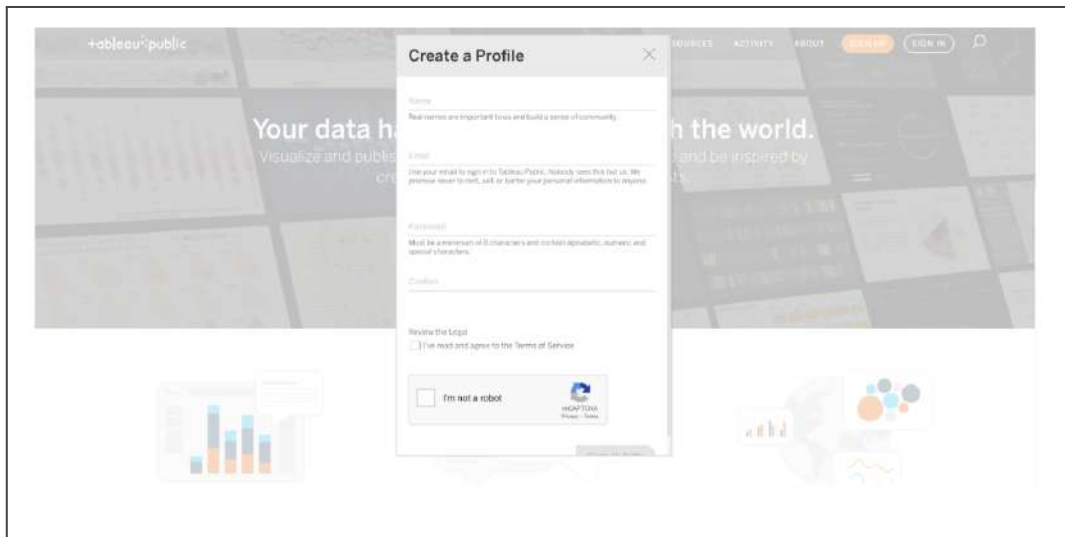 +ableau public
SOURCES ACTIVITY ABOUT SIGN UP SIGN IN
Create a Profile
Your data ha
h the world.
Visualize and publis
and be inspired by
Name
Real names are important to us and build a sense of community.
Email
Use your email to sign in to Tableau Public. Nobody sees this but us. We
promise never to rent, sell, or barter your personal information to anyone.
Password
Must be a minimum of 8 characters and contain alphabetic, numeric, and
special characters.
Confirm
Review the Legal
I've read and agree to the Terms of Service
I'm not a robot
reCAPTCHA
Privacy - Terms